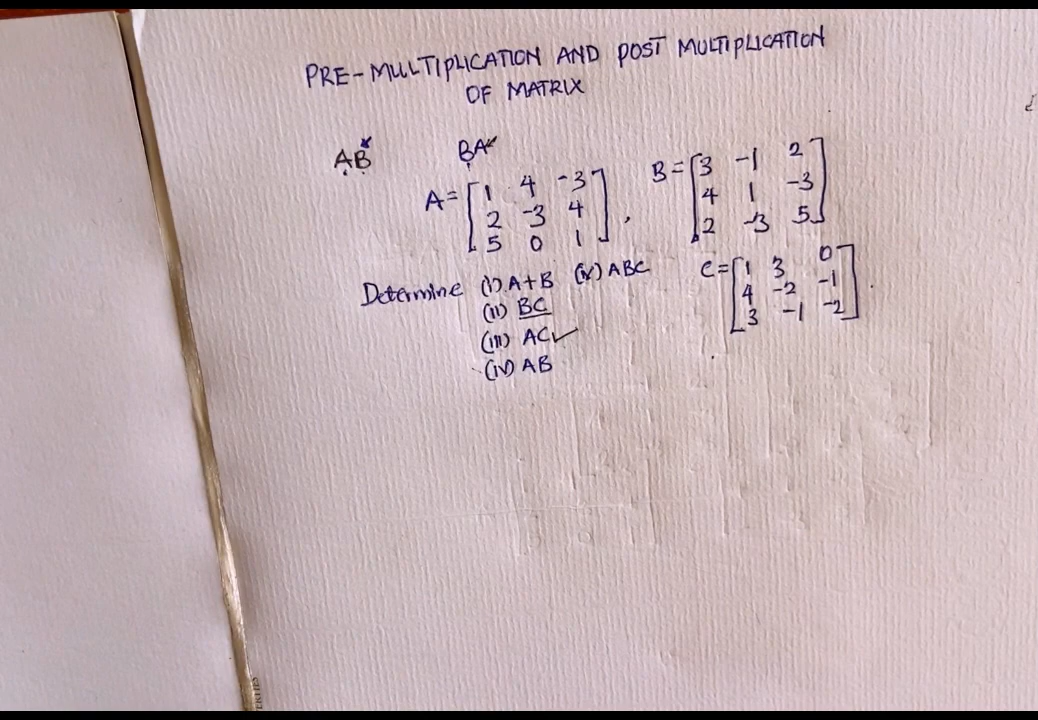 PRE-MULTIPLICATION AND POST MULTIPLICATION
OF MATRIX
AB BA
A = [1 4 -3
2 -3 4
5 0 1] ,
B = [3 -1 2
4 1 -3
2 -3 5]
Determine (i) A+B (iv) ABC
(ii) BC
(iii) AC ✓
(iv) AB
C = [1 3 0
4 -2 -1
3 -1 -2] .